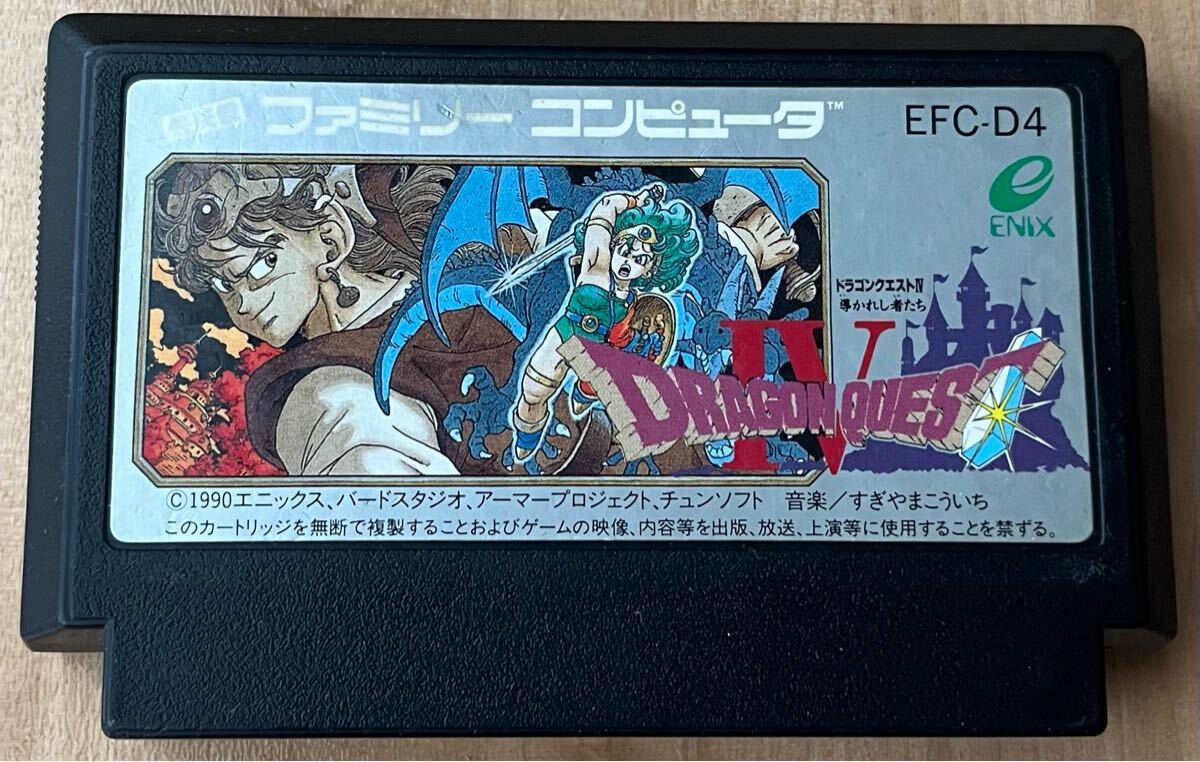 ファミリー コンピュータ™
EFC-D4
e
ENIX
ドラゴンクエストIV
導かれし者たち
IV
DRAGON QUEST
©1990エニックス、バードスタジオ、アーマープロジェクト、チュンソフト 音楽/すぎやまこういち
このカートリッジを無断で複製することおよびゲームの映像、内容等を出版、放送、上演等に使用することを禁ずる。